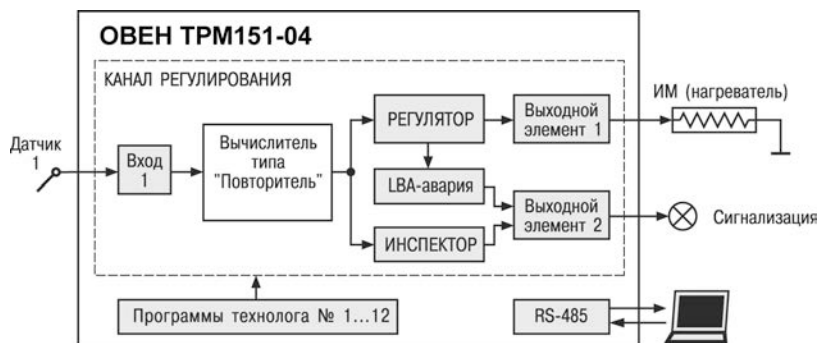 ОВЕН ТРМ151-04
КАНАЛ РЕГУЛИРОВАНИЯ
Датчик
1
Вход
1
Вычислитель
типа
"Повторитель"
РЕГУЛЯТОР
LBA-авария
ИНСПЕКТОР
Выходной
элемент 1
Выходной
элемент 2
ИМ (нагреватель)
Сигнализация
Программы технолога № 1...12
RS-485